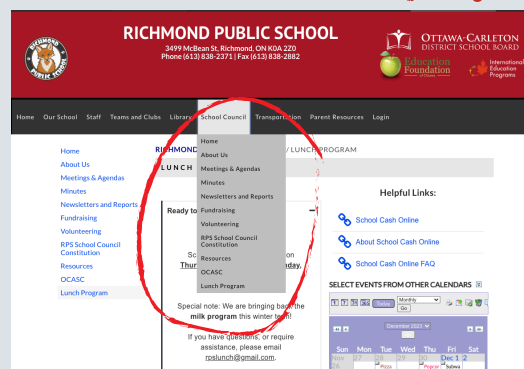 RICHMOND PUBLIC SCHOOL
3499 McBean St, Richmond, ON K0A 2Z0
Phone (613) 838-2371 | Fax (613) 838-2882
RICHMOND
PUBLIC SCHOOL
OTTAWA-CARLETON
DISTRICT SCHOOL BOARD
Education
Foundation
of Ottawa
International
Education
Programs
Home Our School Staff Teams and Clubs Library School Council Transportation Parent Resources Login
Home
About Us
Meetings & Agendas
Minutes
Newsletters and Reports
Fundraising
Volunteering
RPS School Council
Constitution
Resources
OCASC
Lunch Program
Home
About Us
Meetings & Agendas
Minutes
Newsletters and Reports
Fundraising
Volunteering
RPS School Council
Constitution
Resources
OCASC
Lunch Program
RICHMOND / LUNCH PROGRAM
LUNCH
Ready to
Sc on
Thur day.
Special note: We are bringing back the
milk program this winter term!
If you have questions, or require
assistance, please email
rpslunch@gmail.com.
Helpful Links:
School Cash Online
About School Cash Online
School Cash Online FAQ
SELECT EVENTS FROM OTHER CALENDARS
Today Monthly
Go
December 2023
Sun Mon Tue Wed Thu Fri Sat
Nov 27 28 29 30 Dec 1 2
26 Pizza Popcor Subwa